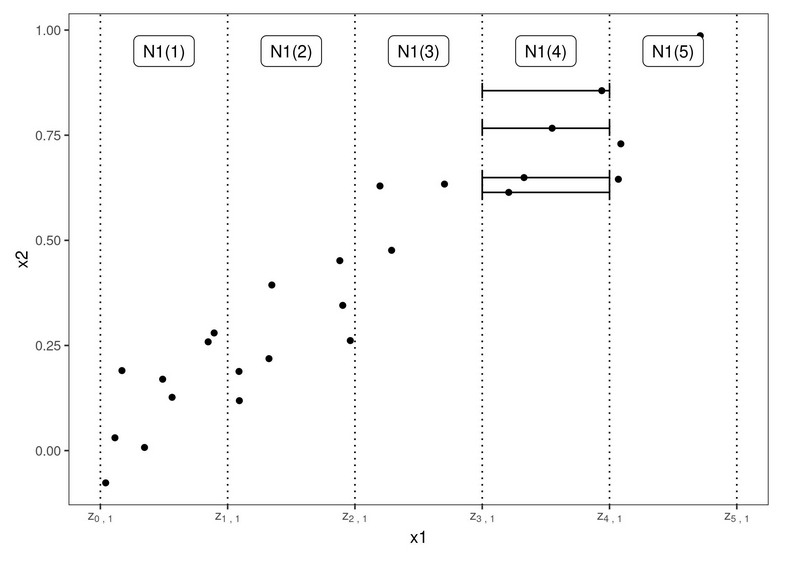 1.00
N1(1) N1(2) N1(3) N1(4) N1(5)
0.75
0.50
x2
0.25
0.00
z0,1 z1,1 z2,1 z3,1 z4,1 z5,1
x1